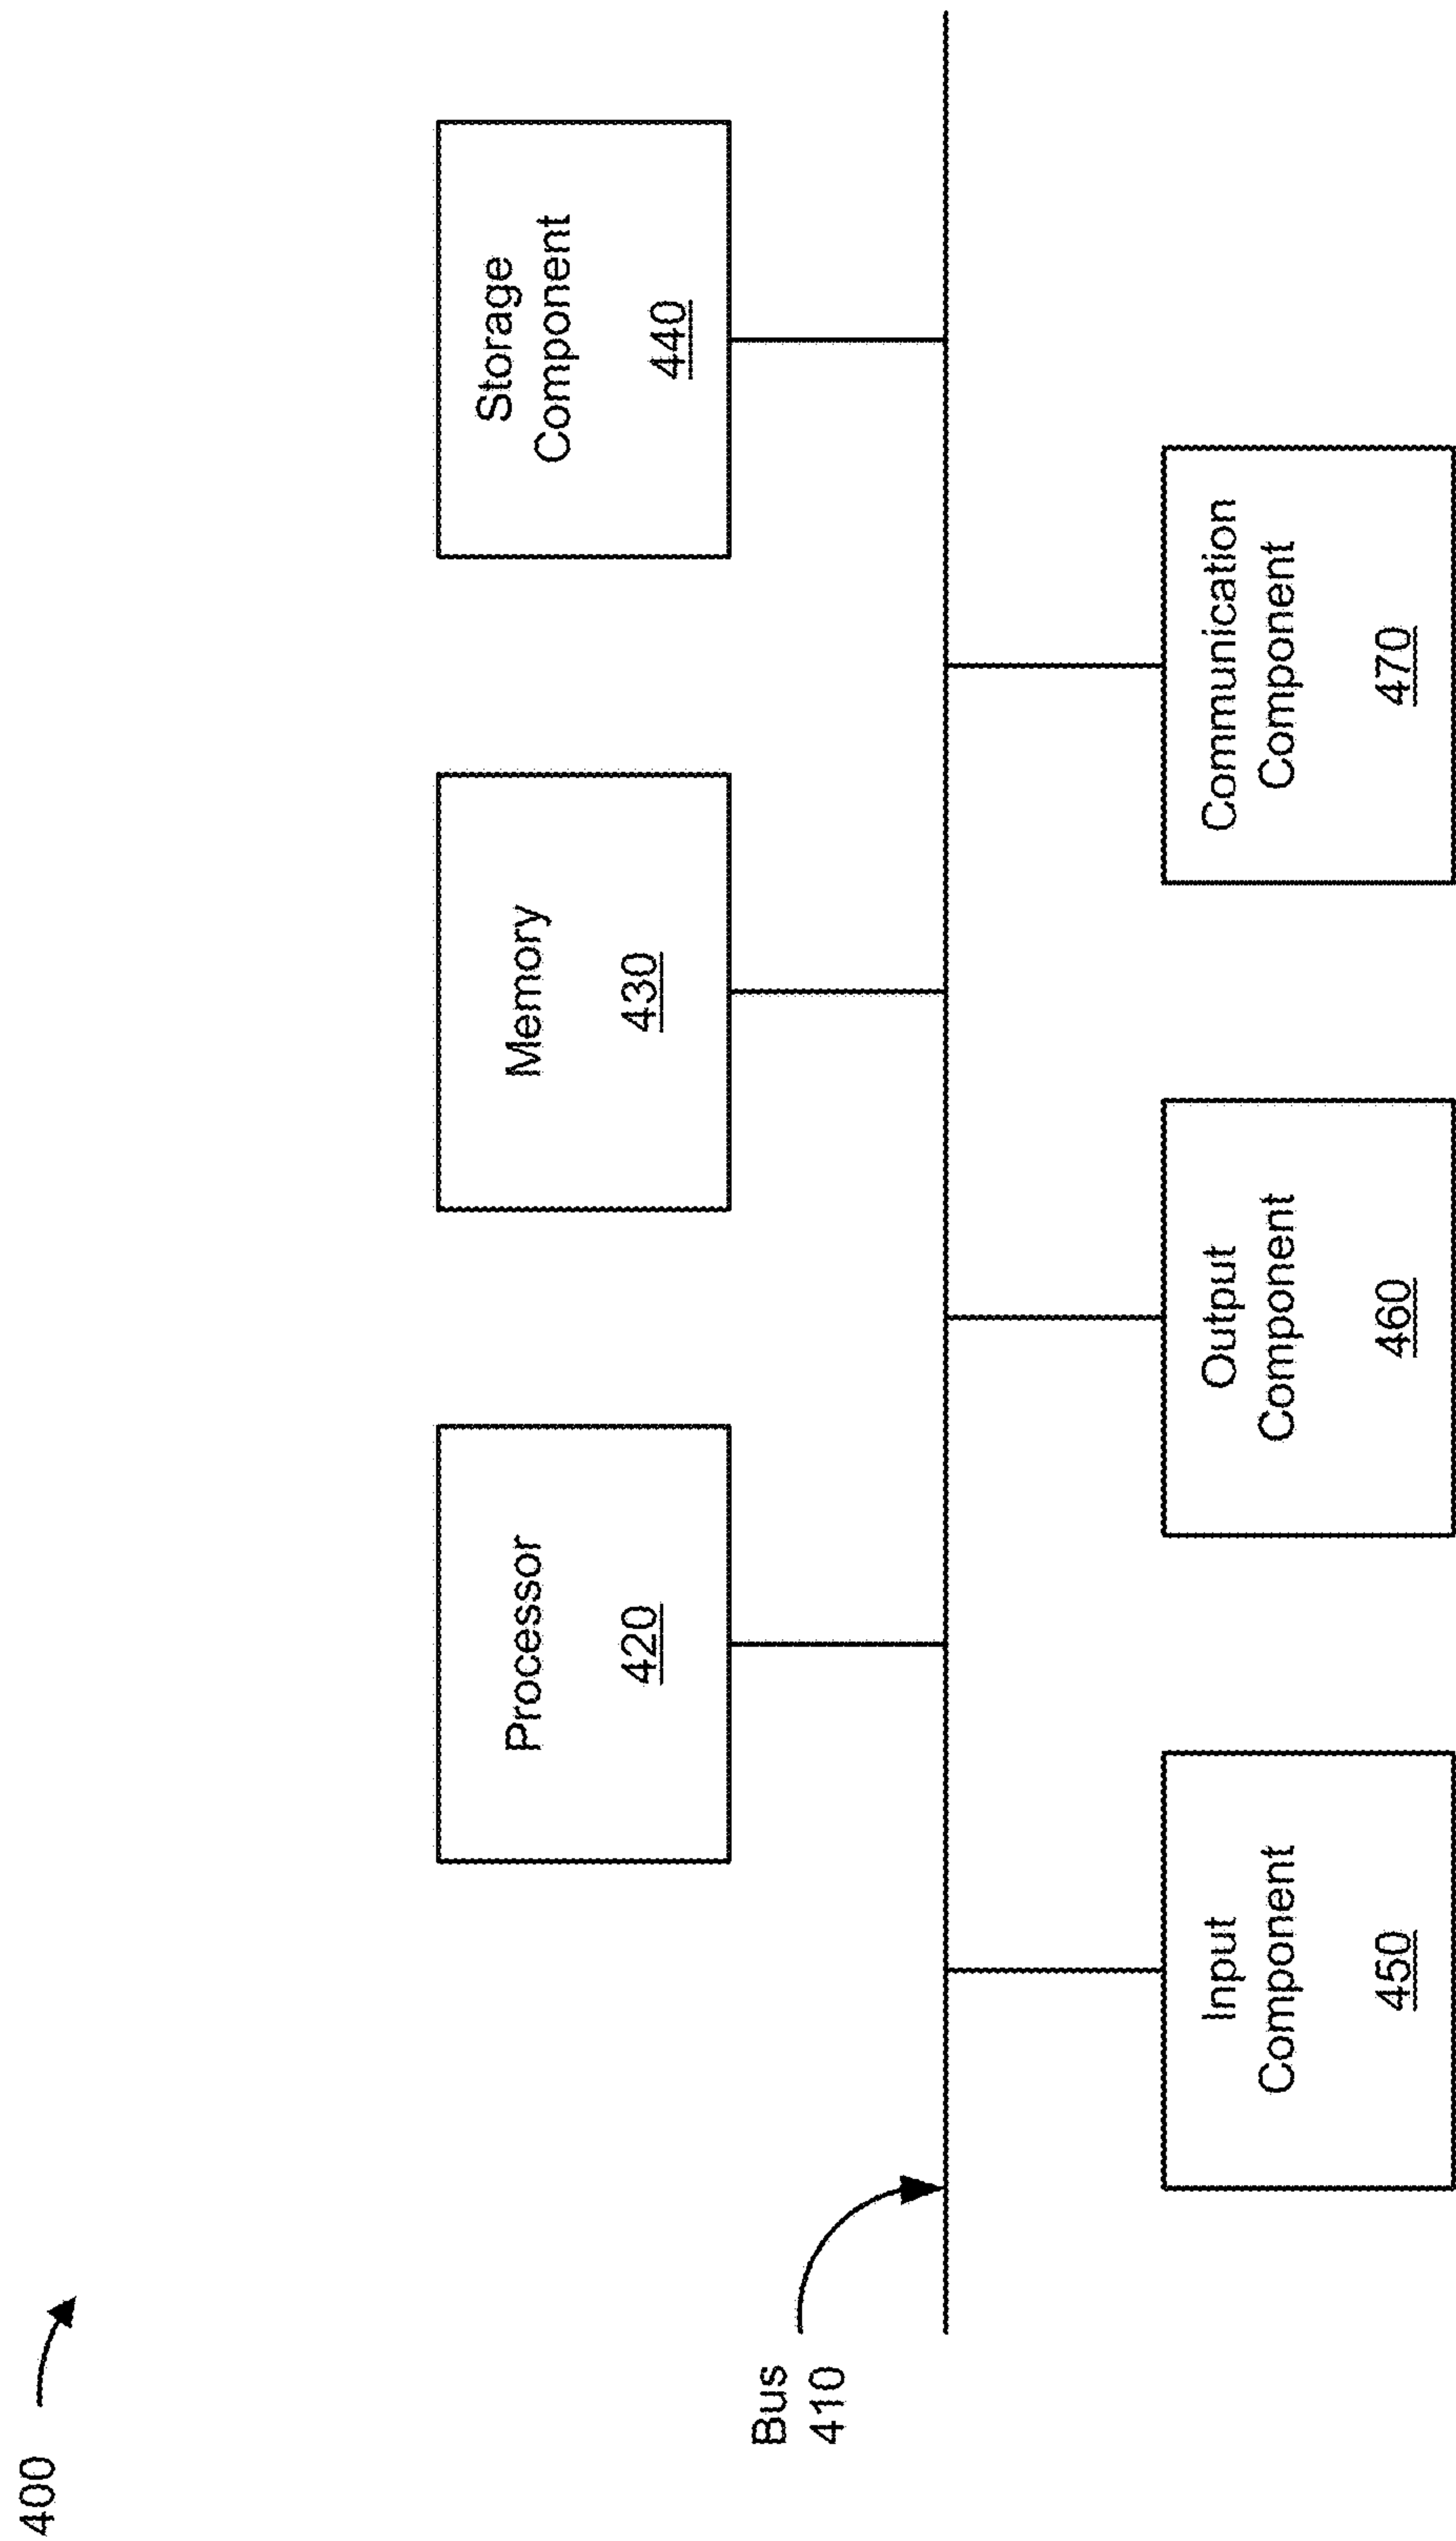 400
Processor
420
Memory
430
Storage
Component
440
Bus
410
Input
Component
450
Output
Component
460
Communication
Component
470